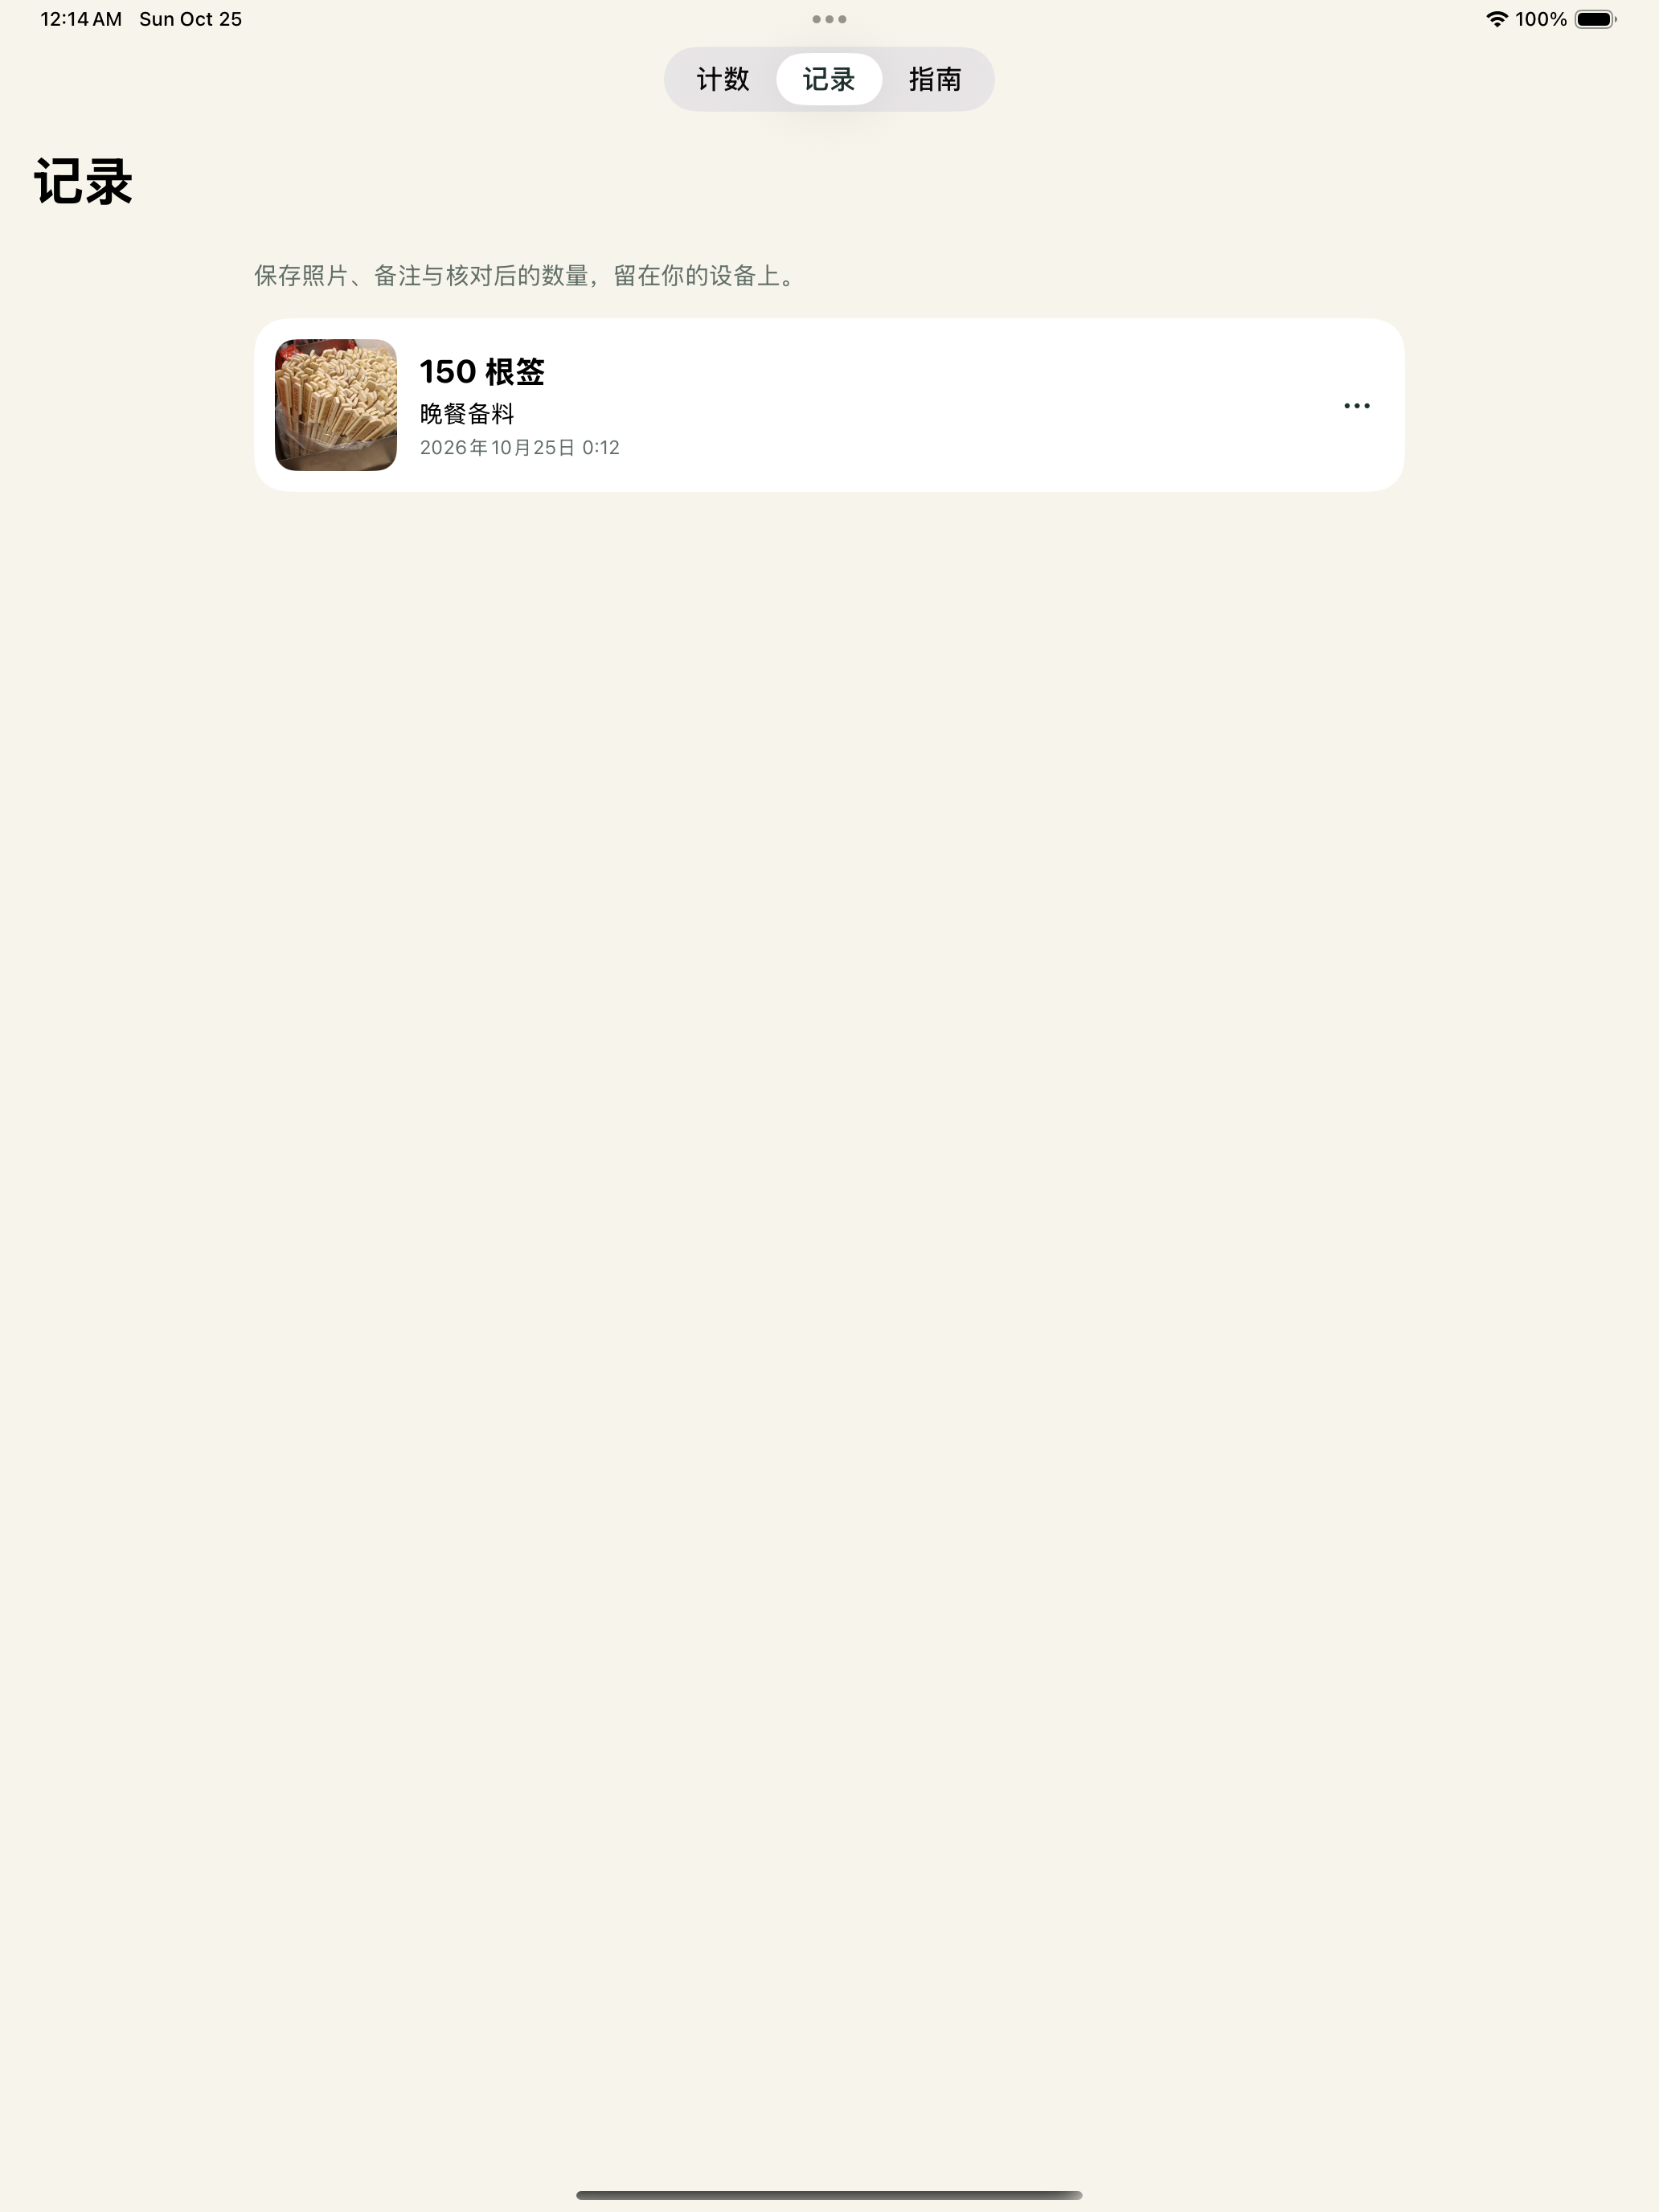 12:14 AM Sun Oct 25
100%
计数 记录 指南
记录
保存照片、备注与核对后的数量，留在你的设备上。
150 根签
晚餐备料
2026年10月25日 0:12